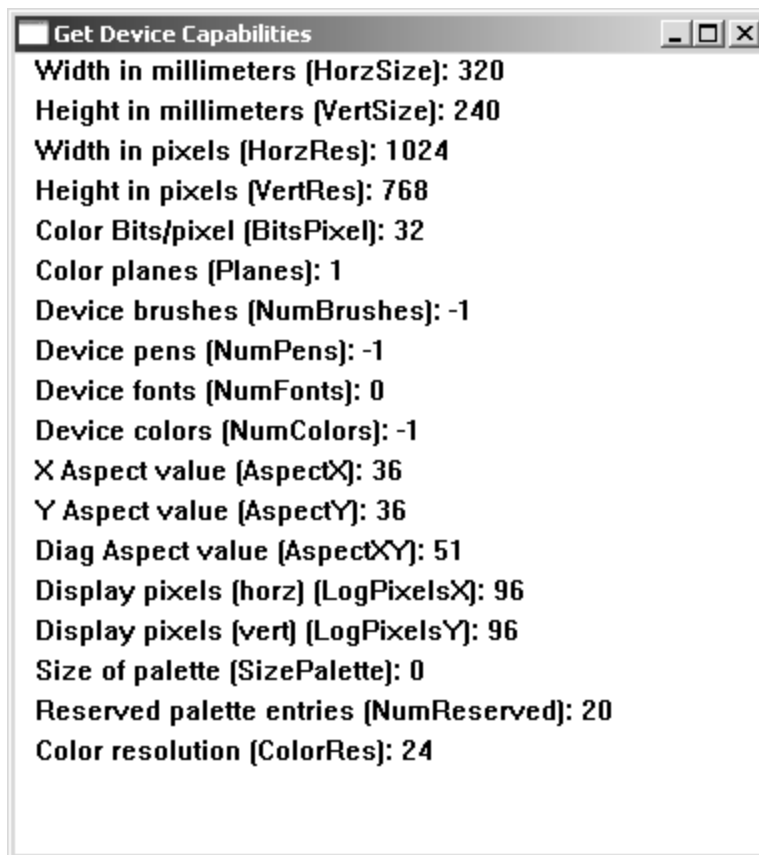 Get Device Capabilities
Width in millimeters (HorzSize): 320
Height in millimeters (VertSize): 240
Width in pixels (HorzRes): 1024
Height in pixels (VertRes): 768
Color Bits/pixel (BitsPixel): 32
Color planes (Planes): 1
Device brushes (NumBrushes): -1
Device pens (NumPens): -1
Device fonts (NumFonts): 0
Device colors (NumColors): -1
X Aspect value (AspectX): 36
Y Aspect value (AspectY): 36
Diag Aspect value (AspectXY): 51
Display pixels (horz) (LogPixelsX): 96
Display pixels (vert) (LogPixelsY): 96
Size of palette (SizePalette): 0
Reserved palette entries (NumReserved): 20
Color resolution (ColorRes): 24